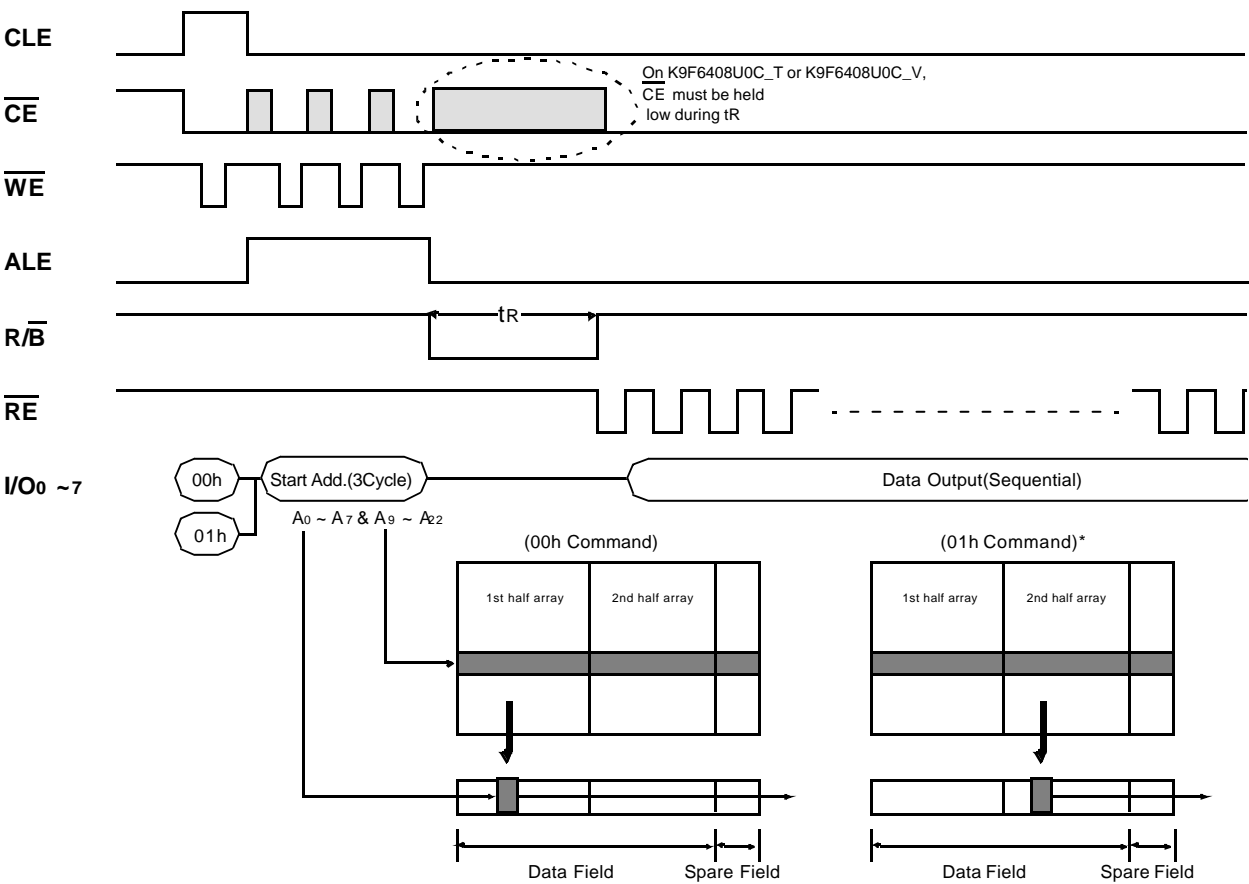 CLE
On K9F6408U0C_T or K9F6408U0C_V,
CE must be held
low during tR
CE
WE
ALE
R/B
tR
RE
I/O0 ~7
00h
Start Add.(3Cycle)
Data Output(Sequential)
01h
A0 ~ A7 & A9 ~ A22
(00h Command)
(01h Command)*
1st half array
2nd half array
1st half array
2nd half array
Data Field
Spare Field
Data Field
Spare Field